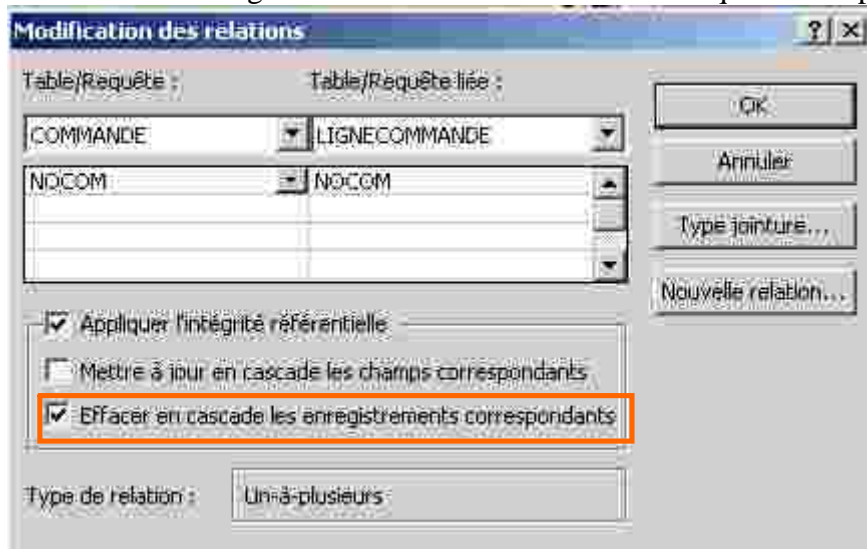 Modification des relations
Table/Requête : Table/Requête liée :
COMMANDE LIGNECOMMANDE
NOCOM NOCOM
OK
Annuler
Type jointure...
Nouvelle relation...
Appliquer l'intégrité référentielle
Mettre à jour en cascade les champs correspondants
Effacer en cascade les enregistrements correspondants
Type de relation : Un-à-plusieurs